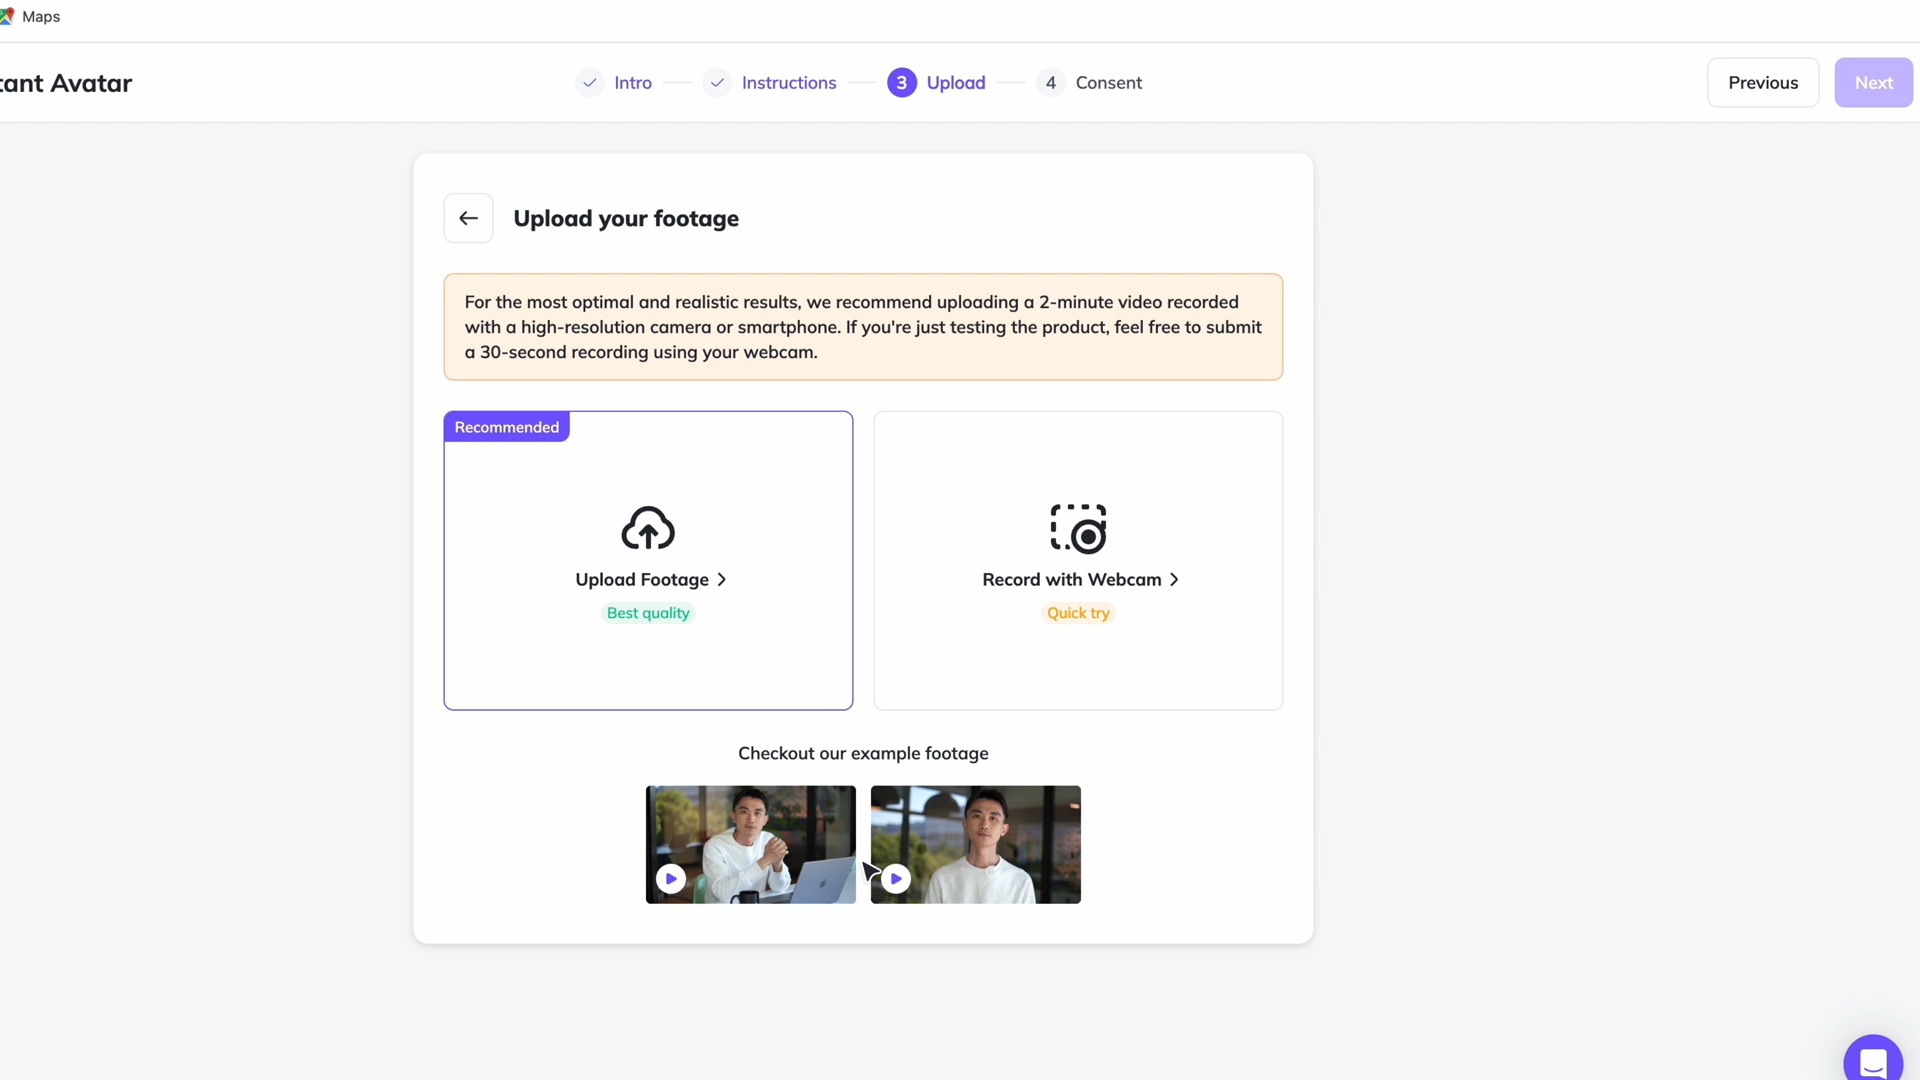 Maps
tant Avatar
Intro
Instructions
3 Upload
4 Consent
Previous
Next
Upload your footage
For the most optimal and realistic results, we recommend uploading a 2-minute video recorded
with a high-resolution camera or smartphone. If you're just testing the product, feel free to submit
a 30-second recording using your webcam.
Recommended
Upload Footage
Best quality
Record with Webcam
Quick try
Checkout our example footage